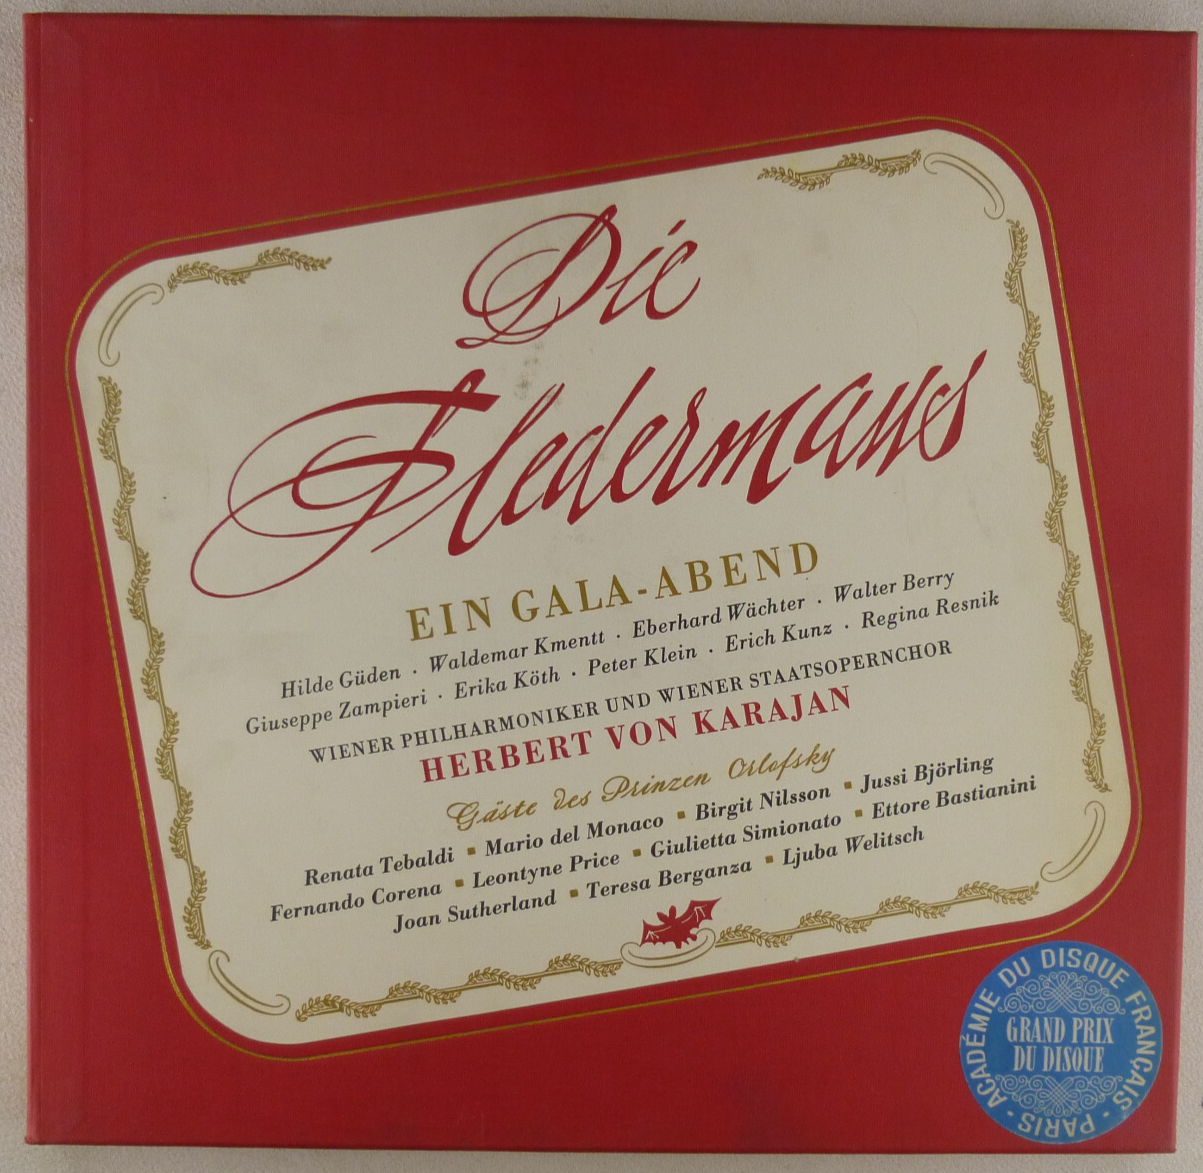 Die
Fledermaus
EIN GALA-ABEND
Hilde Güden · Waldemar Kmentt · Eberhard Wächter · Walter Berry
Giuseppe Zampieri · Erika Köth · Peter Klein · Erich Kunz · Regina Resnik
WIENER PHILHARMONIKER UND WIENER STAATSOPERNCHOR
HERBERT VON KARAJAN
Gäste des Prinzen Orlofsky
Renata Tebaldi ▪ Mario del Monaco ▪ Birgit Nilsson ▪ Jussi Björling
Fernando Corena ▪ Leontyne Price ▪ Giulietta Simionato ▪ Ettore Bastianini
Joan Sutherland ▪ Teresa Berganza ▪ Ljuba Welitsch
ACADÉMIE DU DISQUE FRANÇAIS · PARIS ·
GRAND PRIX
DU DISQUE